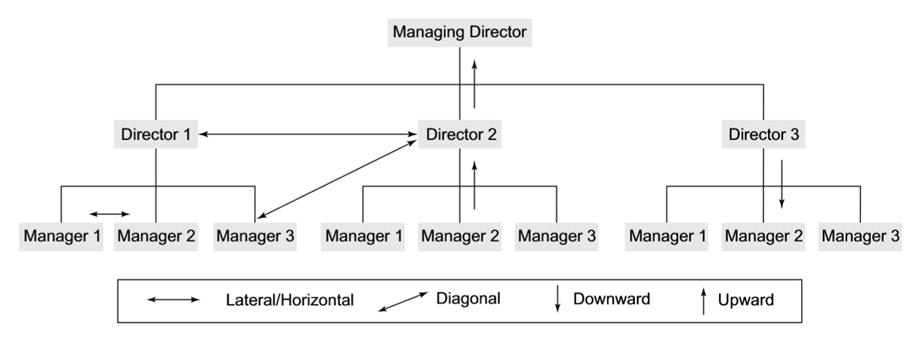 Managing Director
Director 1
Director 2
Director 3
Manager 1
Manager 2
Manager 3
Manager 1
Manager 2
Manager 3
Manager 1
Manager 2
Manager 3
Lateral/Horizontal
Diagonal
Downward
Upward